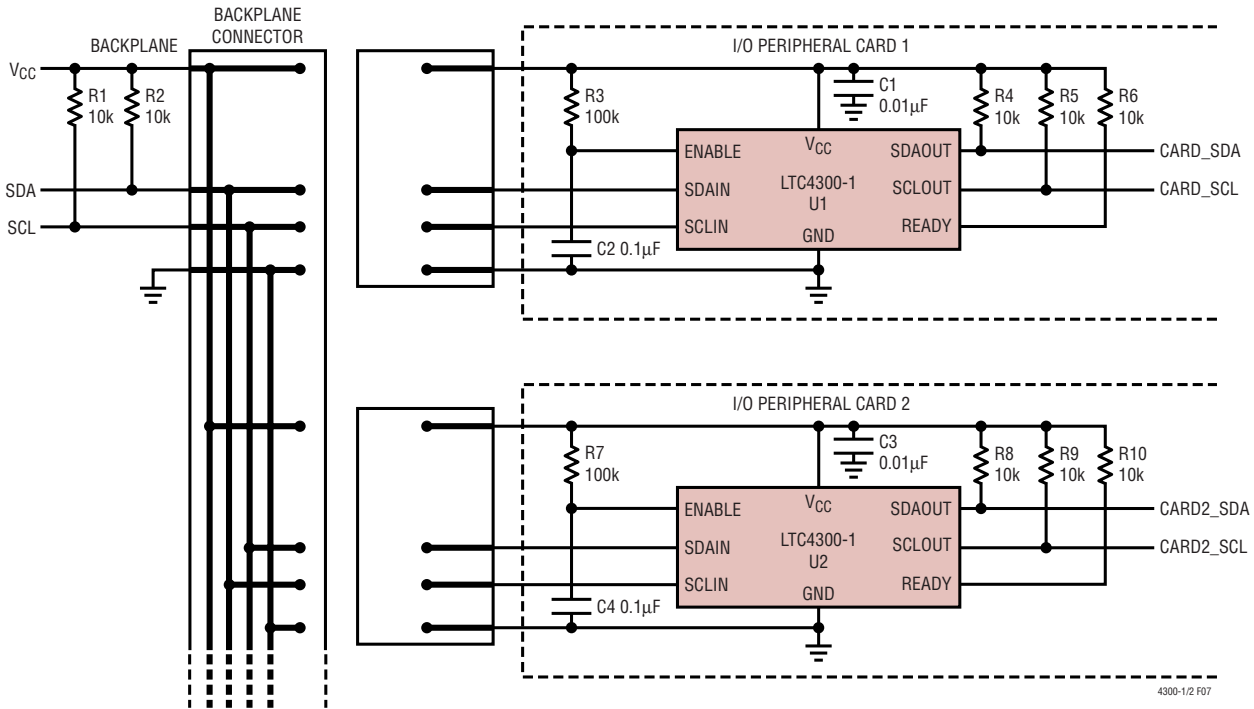 BACKPLANE
CONNECTOR
BACKPLANE
VCC
R1
10k
R2
10k
SDA
SCL
I/O PERIPHERAL CARD 1
R3
100k
C1
0.01µF
R4
10k
R5
10k
R6
10k
ENABLE
VCC
SDAOUT
CARD_SDA
SDAIN
LTC4300-1
U1
SCLOUT
CARD_SCL
SCLIN
GND
READY
C2 0.1µF
I/O PERIPHERAL CARD 2
R7
100k
C3
0.01µF
R8
10k
R9
10k
R10
10k
ENABLE
VCC
SDAOUT
CARD2_SDA
SDAIN
LTC4300-1
U2
SCLOUT
CARD2_SCL
SCLIN
GND
READY
C4 0.1µF
4300-1/2 F07